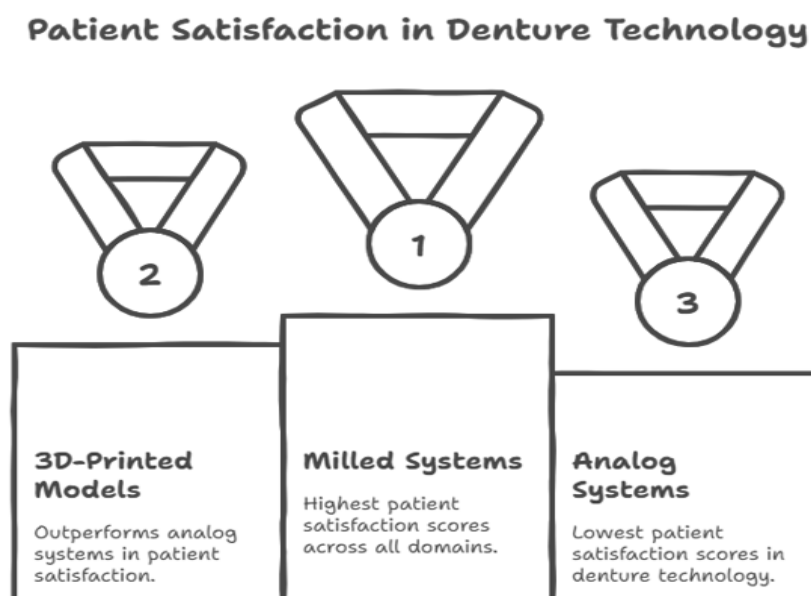 Patient Satisfaction in Denture Technology
2
1
3
3D-Printed
Models
Outperforms analog
systems in patient
satisfaction.
Milled Systems
Highest patient
satisfaction scores
across all domains.
Analog
Systems
Lowest patient
satisfaction scores in
denture technology.